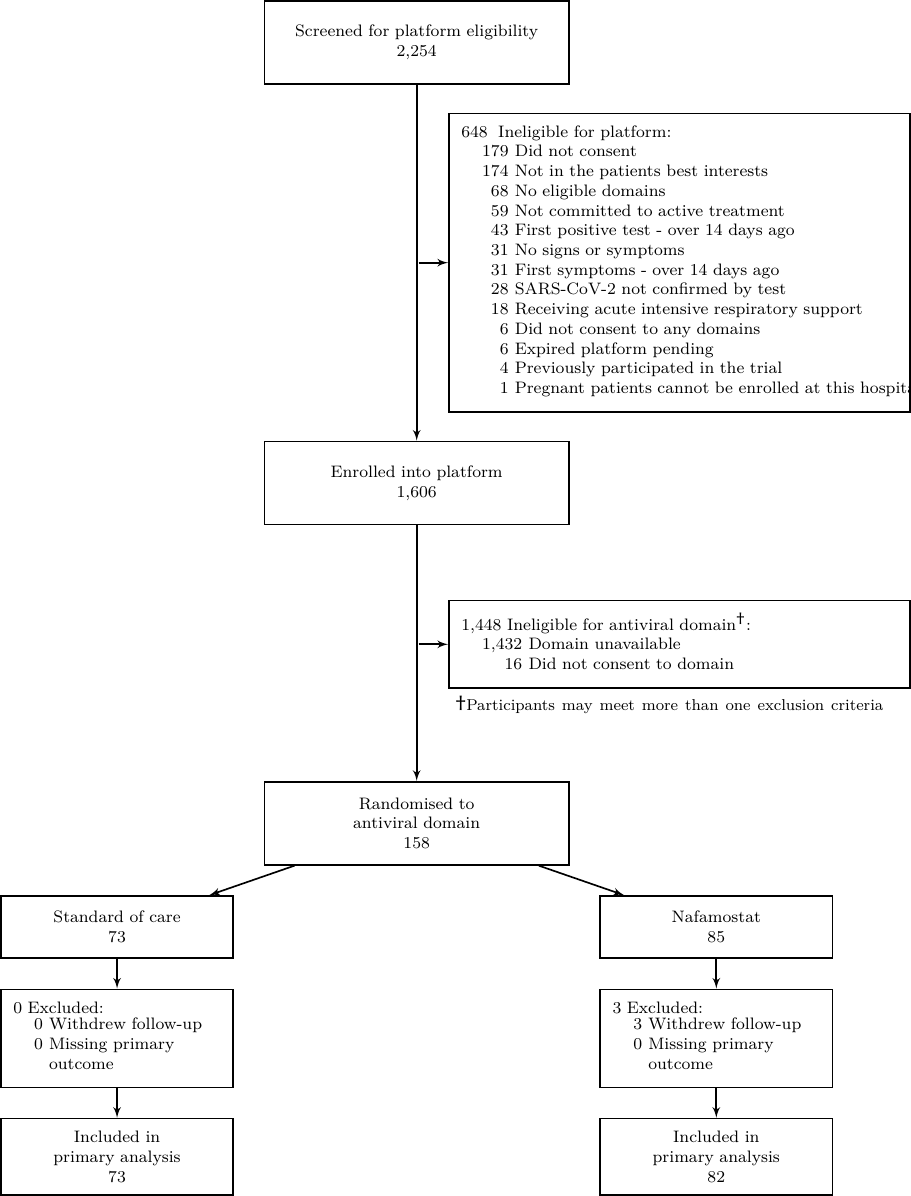 Screened for platform eligibility
2,254
648 Ineligible for platform:
179 Did not consent
174 Not in the patients best interests
68 No eligible domains
59 Not committed to active treatment
43 First positive test - over 14 days ago
31 No signs or symptoms
31 First symptoms - over 14 days ago
28 SARS-CoV-2 not confirmed by test
18 Receiving acute intensive respiratory support
6 Did not consent to any domains
6 Expired platform pending
4 Previously participated in the trial
1 Pregnant patients cannot be enrolled at this
Enrolled into platform
1,606
1,448 Ineligible for antiviral domain†:
1,432 Domain unavailable
16 Did not consent to domain
†Participants may meet more than one exclusion criteria
Randomised to
antiviral domain
158
Standard of care
73
Nafamostat
85
0 Excluded:
0 Withdrew follow-up
0 Missing primary
outcome
3 Excluded:
3 Withdrew follow-up
0 Missing primary
outcome
Included in
primary analysis
73
Included in
primary analysis
82